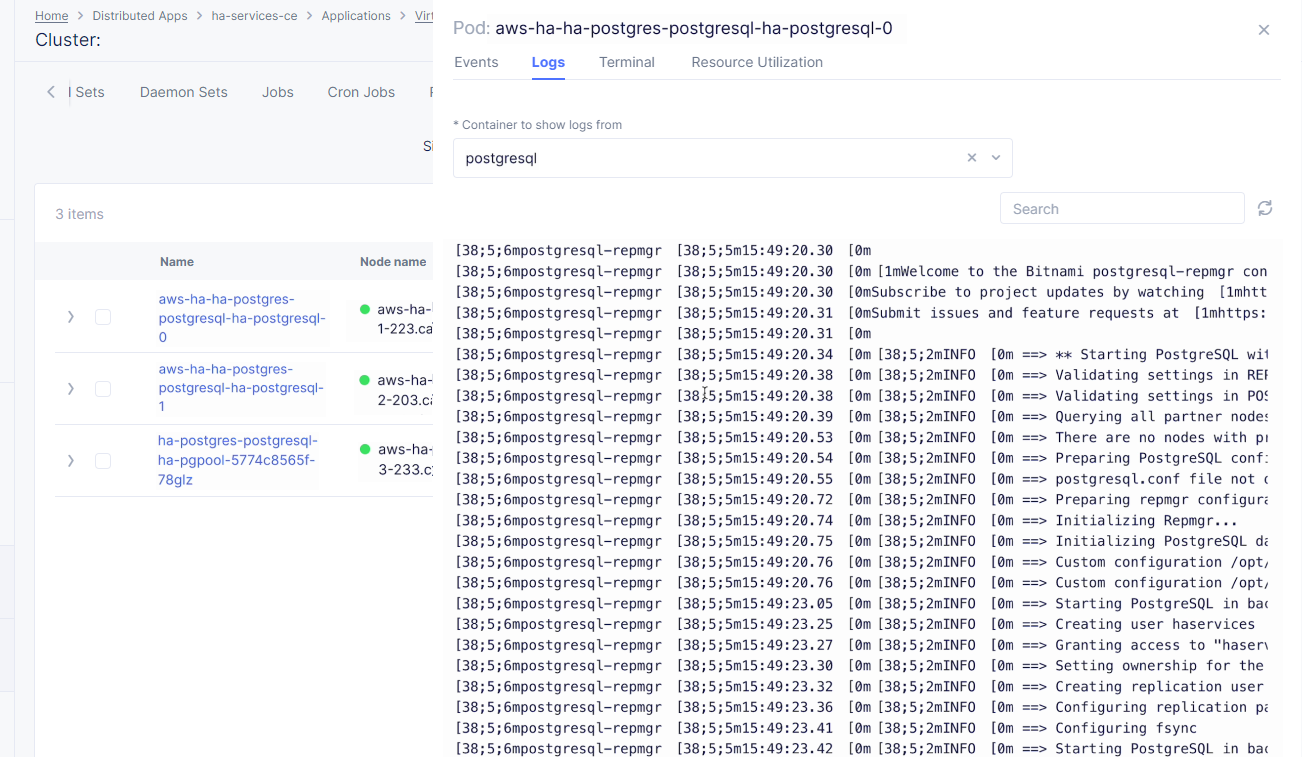 Home > Distributed Apps > ha-services-ce > Applications > Virt
Cluster:
l Sets Daemon Sets Jobs Cron Jobs
3 items
Name Node name
aws-ha-ha-postgres-
postgresql-ha-postgresql-
0
aws-ha-
1-223.ca
aws-ha-ha-postgres-
postgresql-ha-postgresql-
1
aws-ha-
2-203.ca
ha-postgres-postgresql-
ha-pgpool-5774c8565f-
78glz
aws-ha-
3-233.c
Pod: aws-ha-ha-postgres-postgresql-ha-postgresql-0
Events Logs Terminal Resource Utilization
* Container to show logs from
postgresql
Search
[38;5;6mpostgresql-repmgr [38;5;5m15:49:20.30 [0m
[38;5;6mpostgresql-repmgr [38;5;5m15:49:20.30 [0m [1mWelcome to the Bitnami postgresql-repmgr con
[38;5;6mpostgresql-repmgr [38;5;5m15:49:20.30 [0mSubscribe to project updates by watching [1mhtt
[38;5;6mpostgresql-repmgr [38;5;5m15:49:20.31 [0mSubmit issues and feature requests at [1mhttps:
[38;5;6mpostgresql-repmgr [38;5;5m15:49:20.31 [0m
[38;5;6mpostgresql-repmgr [38;5;5m15:49:20.34 [0m [38;5;2mINFO [0m ==> ** Starting PostgreSQL wit
[38;5;6mpostgresql-repmgr [38;5;5m15:49:20.38 [0m [38;5;2mINFO [0m ==> Validating settings in REP
[38;5;6mpostgresql-repmgr [38;5;5m15:49:20.38 [0m [38;5;2mINFO [0m ==> Validating settings in POS
[38;5;6mpostgresql-repmgr [38;5;5m15:49:20.39 [0m [38;5;2mINFO [0m ==> Querying all partner nodes
[38;5;6mpostgresql-repmgr [38;5;5m15:49:20.53 [0m [38;5;2mINFO [0m ==> There are no nodes with pr
[38;5;6mpostgresql-repmgr [38;5;5m15:49:20.54 [0m [38;5;2mINFO [0m ==> Preparing PostgreSQL confi
[38;5;6mpostgresql-repmgr [38;5;5m15:49:20.55 [0m [38;5;2mINFO [0m ==> postgresql.conf file not d
[38;5;6mpostgresql-repmgr [38;5;5m15:49:20.72 [0m [38;5;2mINFO [0m ==> Preparing repmgr configura
[38;5;6mpostgresql-repmgr [38;5;5m15:49:20.74 [0m [38;5;2mINFO [0m ==> Initializing Repmgr...
[38;5;6mpostgresql-repmgr [38;5;5m15:49:20.75 [0m [38;5;2mINFO [0m ==> Initializing PostgreSQL da
[38;5;6mpostgresql-repmgr [38;5;5m15:49:20.76 [0m [38;5;2mINFO [0m ==> Custom configuration /opt/
[38;5;6mpostgresql-repmgr [38;5;5m15:49:20.76 [0m [38;5;2mINFO [0m ==> Custom configuration /opt/
[38;5;6mpostgresql-repmgr [38;5;5m15:49:23.05 [0m [38;5;2mINFO [0m ==> Starting PostgreSQL in bac
[38;5;6mpostgresql-repmgr [38;5;5m15:49:23.25 [0m [38;5;2mINFO [0m ==> Creating user haservices
[38;5;6mpostgresql-repmgr [38;5;5m15:49:23.27 [0m [38;5;2mINFO [0m ==> Granting access to "haserv
[38;5;6mpostgresql-repmgr [38;5;5m15:49:23.30 [0m [38;5;2mINFO [0m ==> Setting ownership for the
[38;5;6mpostgresql-repmgr [38;5;5m15:49:23.32 [0m [38;5;2mINFO [0m ==> Creating replication user
[38;5;6mpostgresql-repmgr [38;5;5m15:49:23.36 [0m [38;5;2mINFO [0m ==> Configuring replication pa
[38;5;6mpostgresql-repmgr [38;5;5m15:49:23.41 [0m [38;5;2mINFO [0m ==> Configuring fsync
[38;5;6mpostgresql-repmgr [38;5;5m15:49:23.42 [0m [38;5;2mINFO [0m ==> Starting PostgreSQL in bac